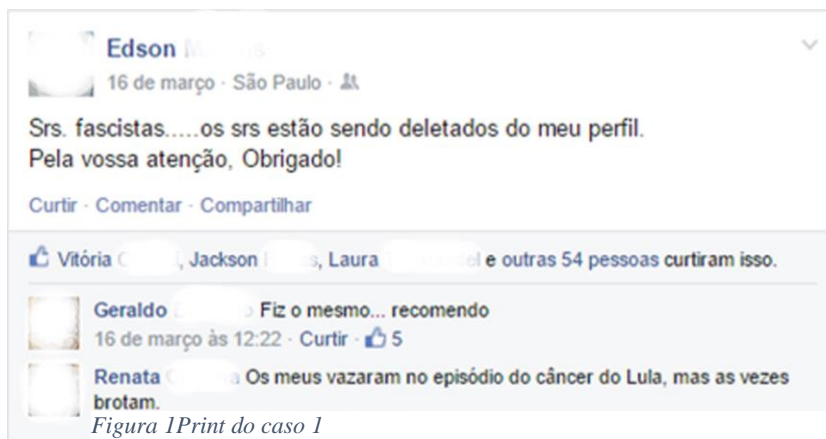 Edson
16 de março · São Paulo ·
Srs. fascistas.....os srs estão sendo deletados do meu perfil.
Pela vossa atenção, Obrigado!
Curtir · Comentar · Compartilhar
Vitória , Jackson , Laura e outras 54 pessoas curtiram isso.
Geraldo Fiz o mesmo... recomendo
16 de março às 12:22 · Curtir · 5
Renata Os meus vazaram no episódio do câncer do Lula, mas as vezes
brotam.
Figura 1Print do caso 1